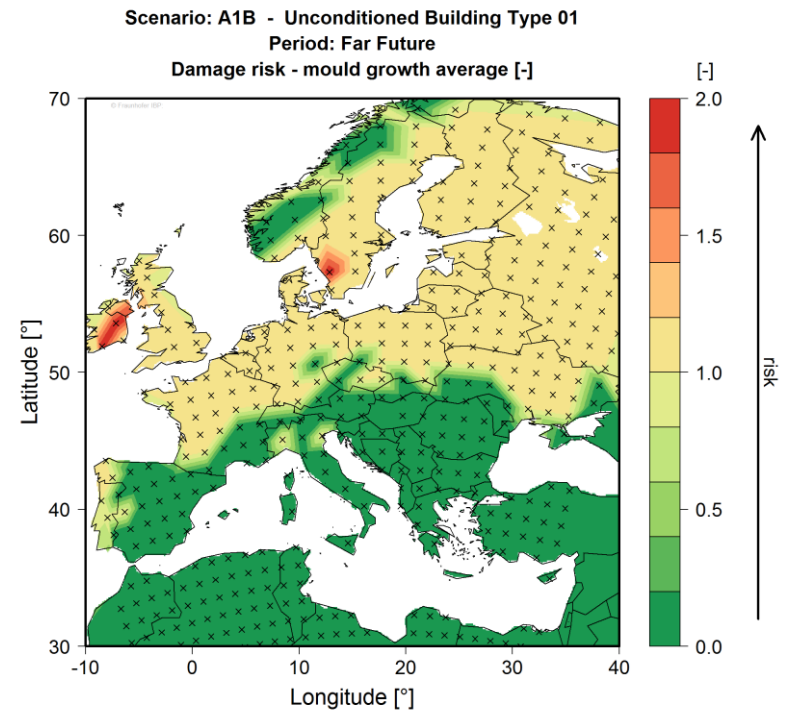 Scenario: A1B - Unconditioned Building Type 01
Period: Far Future
Damage risk - mould growth average [-]
[-]
© Fraunhofer IBP
70
60
50
40
30
Latitude [°]
-10 0 10 20 30 40
Longitude [°]
2.0
1.5
1.0
0.5
0.0
risk